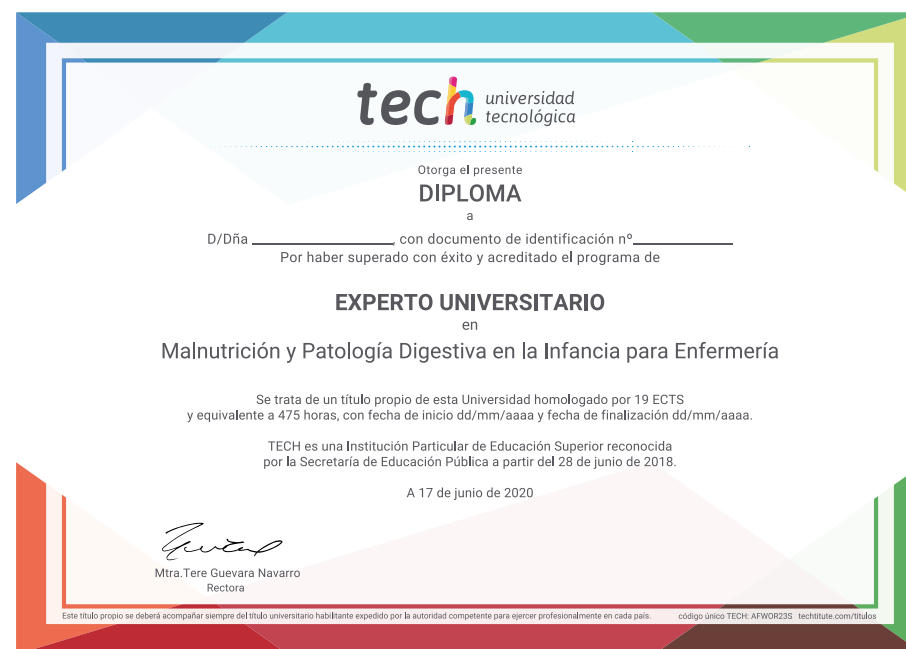 tech universidad
tecnológica
Otorga el presente
DIPLOMA
a
D/Dña ____________________, con documento de identificación nº______________
Por haber superado con éxito y acreditado el programa de
EXPERTO UNIVERSITARIO
en
Malnutrición y Patología Digestiva en la Infancia para Enfermería
Se trata de un título propio de esta Universidad homologado por 19 ECTS
y equivalente a 475 horas, con fecha de inicio dd/mm/aaaa y fecha de finalización dd/mm/aaaa.
TECH es una Institución Particular de Educación Superior reconocida
por la Secretaría de Educación Pública a partir del 28 de junio de 2018.
A 17 de junio de 2020
Mtra.Tere Guevara Navarro
Rectora
Este título propio se deberá acompañar siempre del título universitario habilitante expedido por la autoridad competente para ejercer profesionalmente en cada país. código único TECH: AFWOR23S techtitute.com/titulos